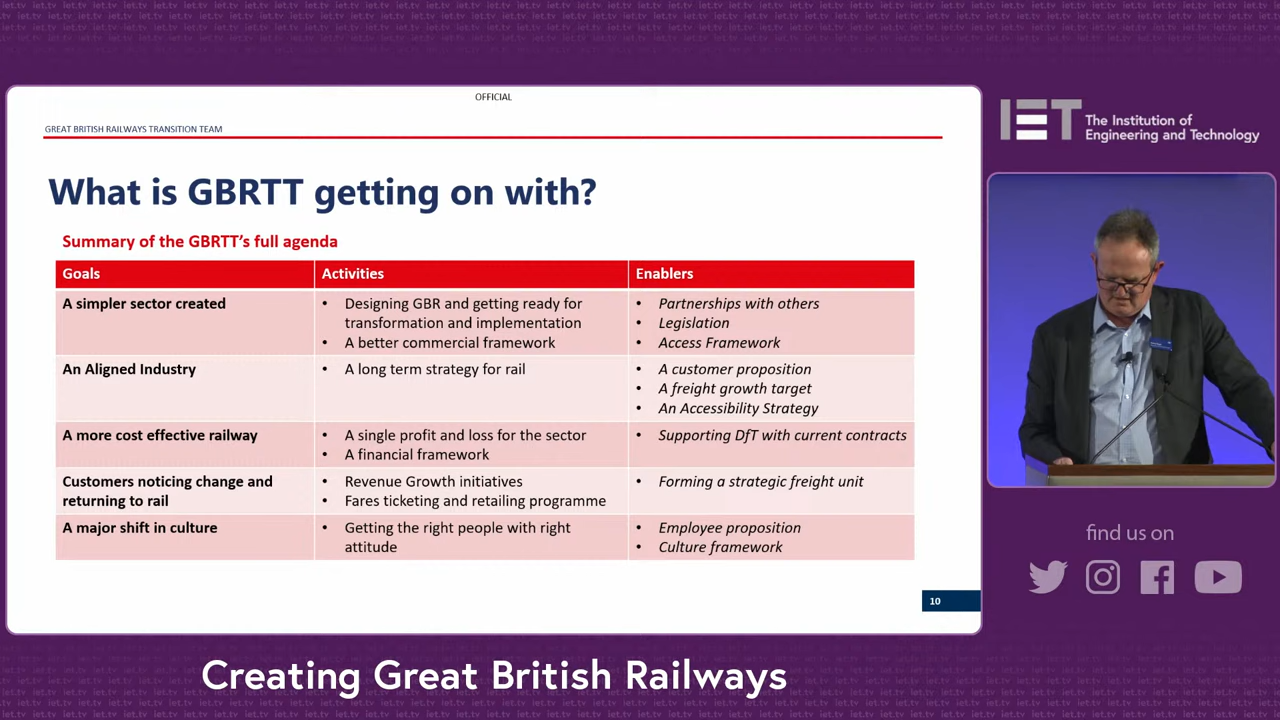 OFFICIAL
GREAT BRITISH RAILWAYS TRANSITION TEAM
What is GBRTT getting on with?
Summary of the GBRTT's full agenda
Goals
Activities
Enablers
A simpler sector created
• Designing GBR and getting ready for
transformation and implementation
• A better commercial framework
• Partnerships with others
• Legislation
• Access Framework
An Aligned Industry
• A long term strategy for rail
• A customer proposition
• A freight growth target
• An Accessibility Strategy
A more cost effective railway
• A single profit and loss for the sector
• A financial framework
• Supporting DfT with current contracts
Customers noticing change and
returning to rail
• Revenue Growth initiatives
• Fares ticketing and retailing programme
• Forming a strategic freight unit
A major shift in culture
• Getting the right people with right
attitude
• Employee proposition
• Culture framework
10
IET
The Institution of
Engineering and Technology
find us on
Creating Great British Railways
iet.tv